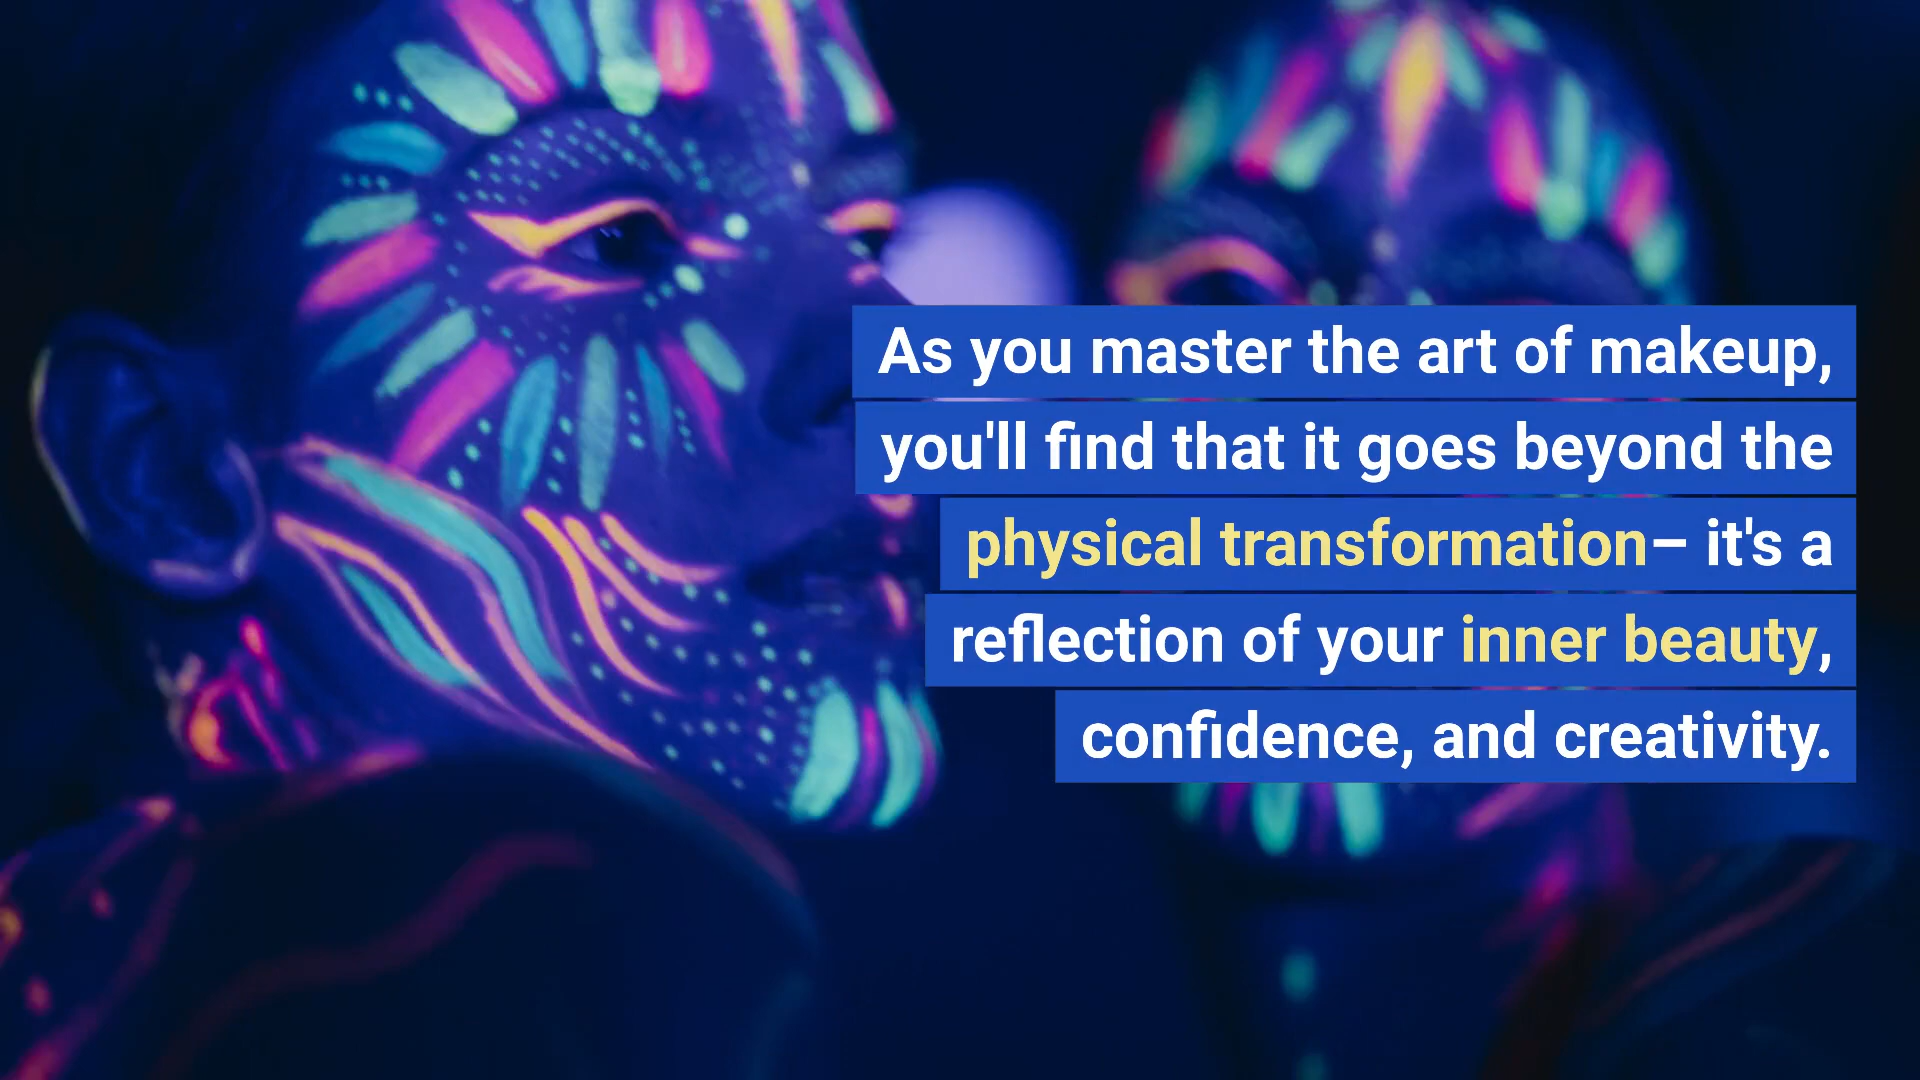 As you master the art of makeup,
you'll find that it goes beyond the
physical transformation– it's a
reflection of your inner beauty,
confidence, and creativity.